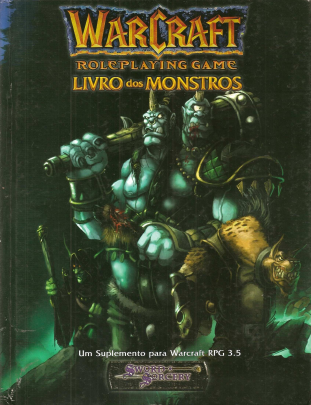 WARCRAFT
ROLEPLAYING GAME
LIVRO dos MONSTROS
Um Suplemento para Warcraft RPG 3.5
SWORD & SORCERY